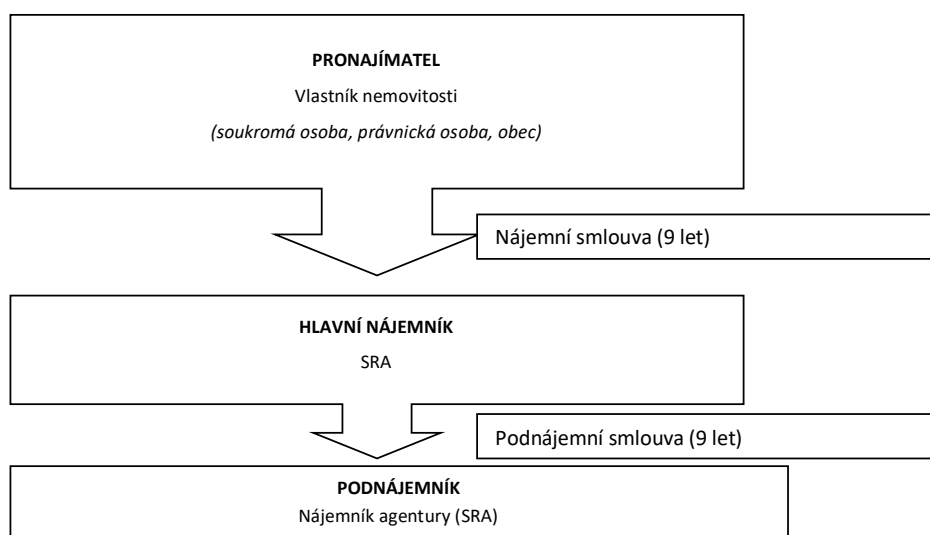 PRONAJÍMATEL
Vlastník nemovitosti
(soukromá osoba, právnická osoba, obec)
Nájemní smlouva (9 let)
HLAVNÍ NÁJEMNÍK
SRA
Podnájemní smlouva (9 let)
PODNÁJEMNÍK
Nájemník agentury (SRA)